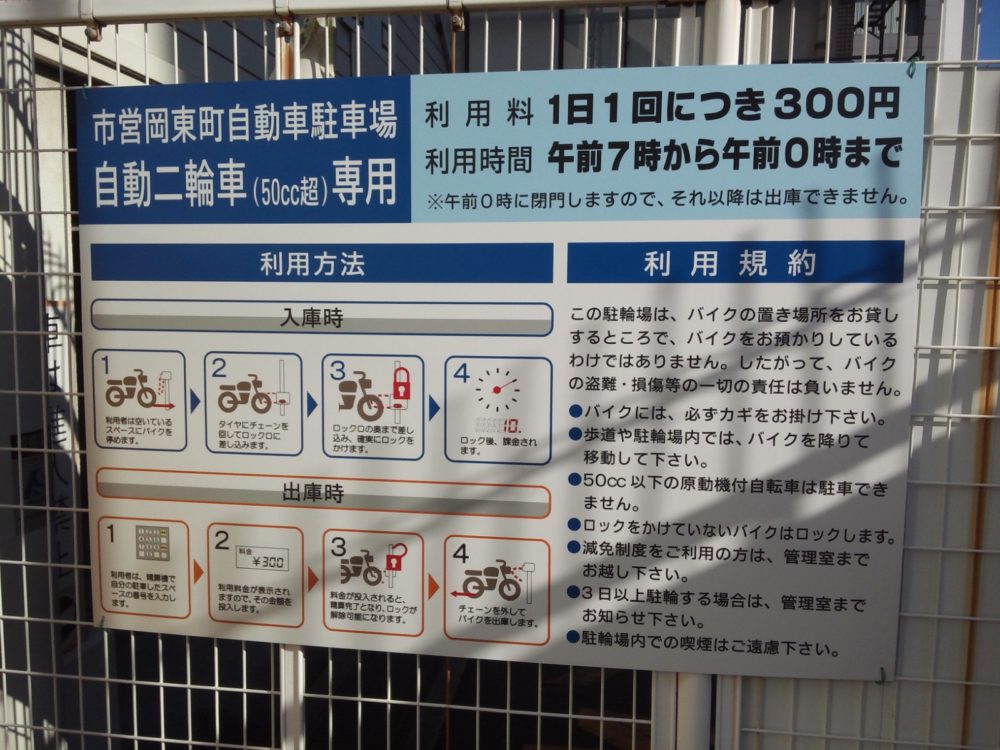 市営岡東町自動車駐車場
自動二輪車(50cc超)専用
利用料 1日1回につき300円
利用時間 午前7時から午前0時まで
※午前0時に閉門しますので、それ以降は出庫できません。
利用方法
入庫時
1
利用者は空いている
スペースにバイクを
停めます。
2
タイヤにチェーンを
回してロック口に
差し込みます。
3
ロック口の奥まで差し
込み、確実にロックを
かけます。
4
10.
ロック後、課金され
ます。
出庫時
1
利用者は、精算機で
自分の駐車したスペ
ースの番号を入力し
ます。
2
料金
¥300
利用料金が表示され
ますので、その金額を
投入します。
3
料金が投入されると、
精算完了となり、ロックが
解除可能になります。
4
チェーンを外して
バイクを出庫します。
利用規約
この駐輪場は、バイクの置き場所をお貸し
するところで、バイクをお預かりしている
わけではありません。したがって、バイク
の盗難・損傷等の一切の責任は負いません。
●バイクには、必ずカギをお掛け下さい。
●歩道や駐輪場内では、バイクを降りて
移動して下さい。
●50cc以下の原動機付自転車は駐車でき
ません。
●ロックをかけていないバイクはロックします。
●減免制度をご利用の方は、管理室まで
お越し下さい。
●3日以上駐輪する場合は、管理室まで
お知らせ下さい。
●駐輪場内での喫煙はご遠慮下さい。